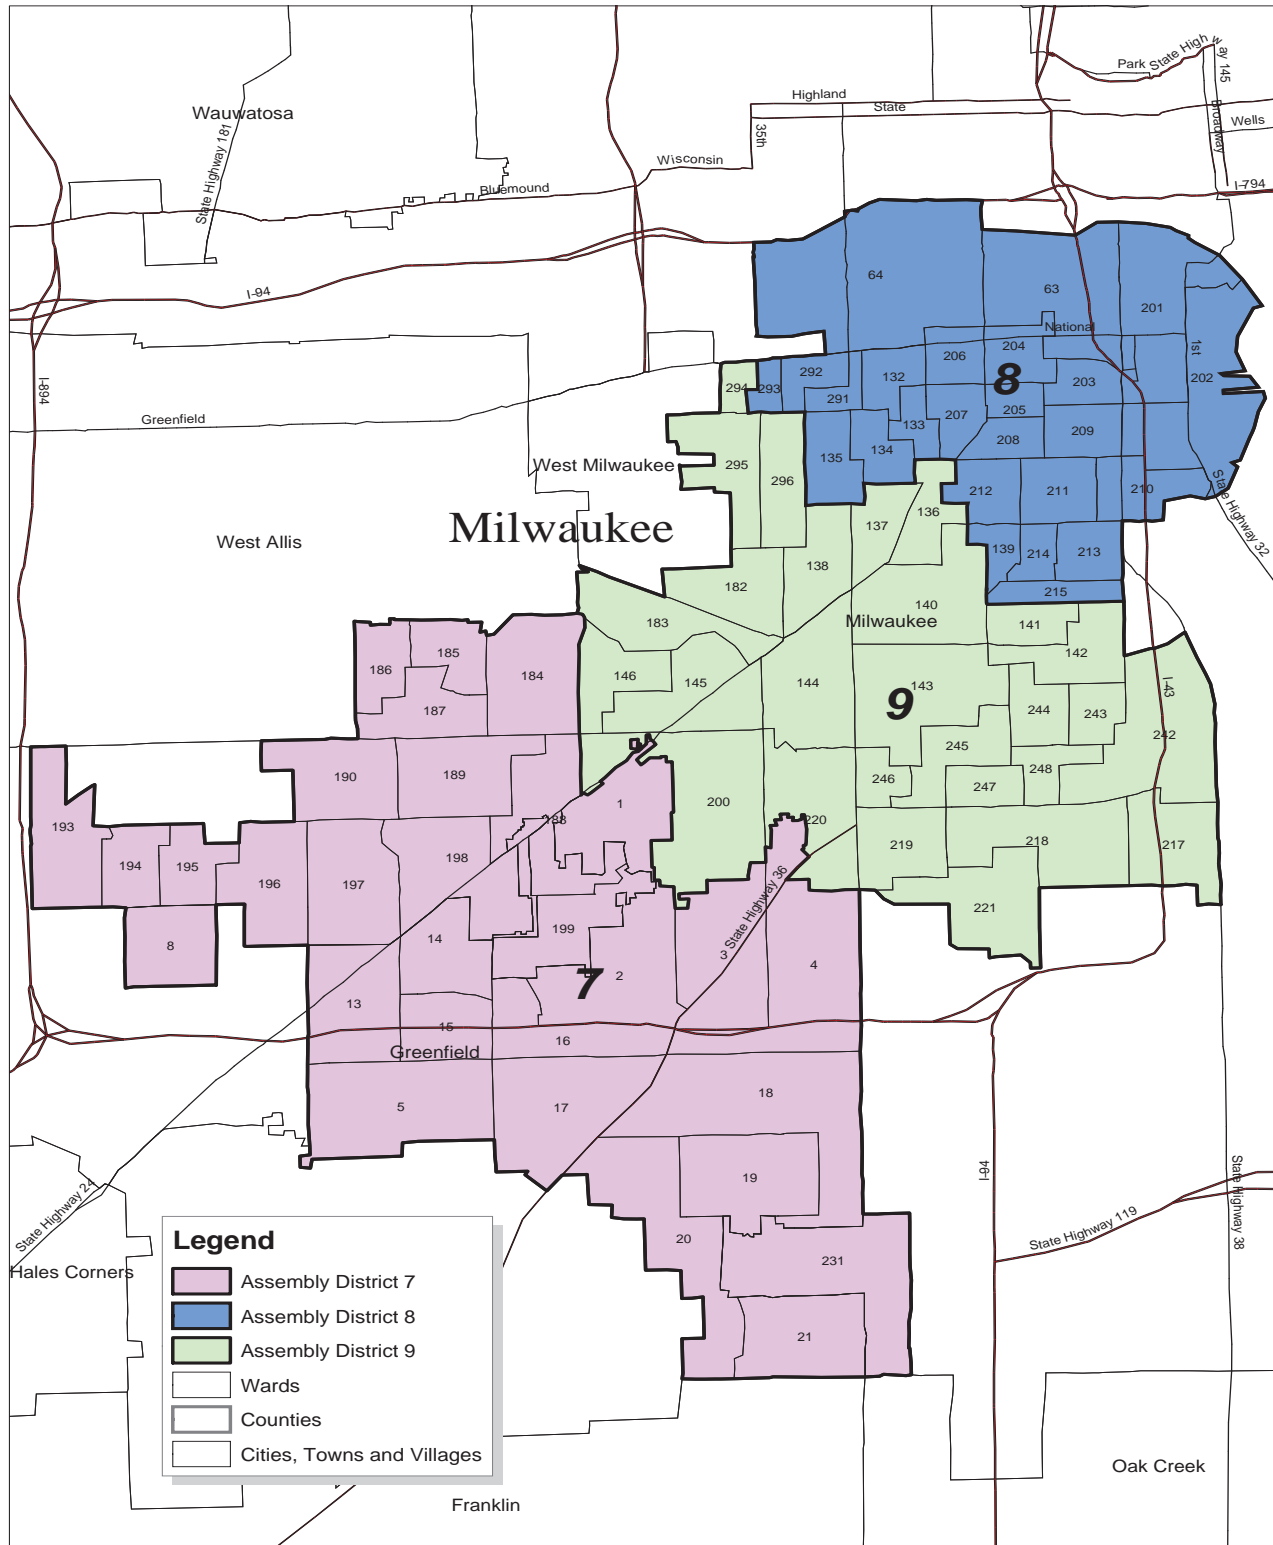 Park
State High w ay 145
Highland
State
Wauwatosa
State Highway 181
35th
Broadway
Wells
Wisconsin
Bluemound
I-794
64
I-94
63
201
National
1st
204
206
292
8
132
203
202
I-894
294
293
291
205
207
Greenfield
133
209
208
134
135
295
West Milwaukee
296
212
211
210
State Highway 32
136
137
Milwaukee
West Allis
139
214
213
138
182
215
140
183
Milwaukee
141
142
185
186
184
146
145
144
143
I-43
187
9
244
243
242
245
190
189
246
247
248
1
200
193
188
220
194
195
198
219
218
217
196
197
State Highway 36
221
8
14
199
3
2
4
7
13
15
16
Greenfield
5
17
18
19
I-94
State Highway 38
State Highway 24
State Highway 119
20
231
Hales Corners
21
Legend
Assembly District 7
Assembly District 8
Assembly District 9
Wards
Counties
Cities, Towns and Villages
Oak Creek
Franklin